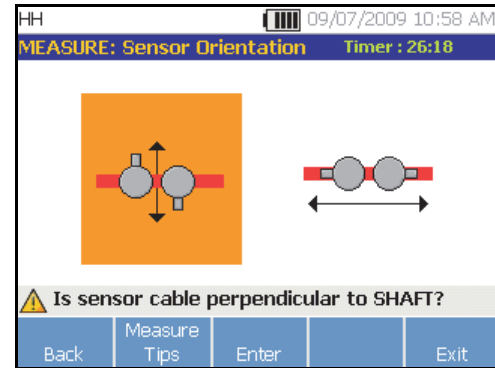 HH 09/07/2009 10:58 AM
MEASURE: Sensor Orientation Timer : 26:18
Is sensor cable perpendicular to SHAFT?
Back Measure Tips Enter Exit